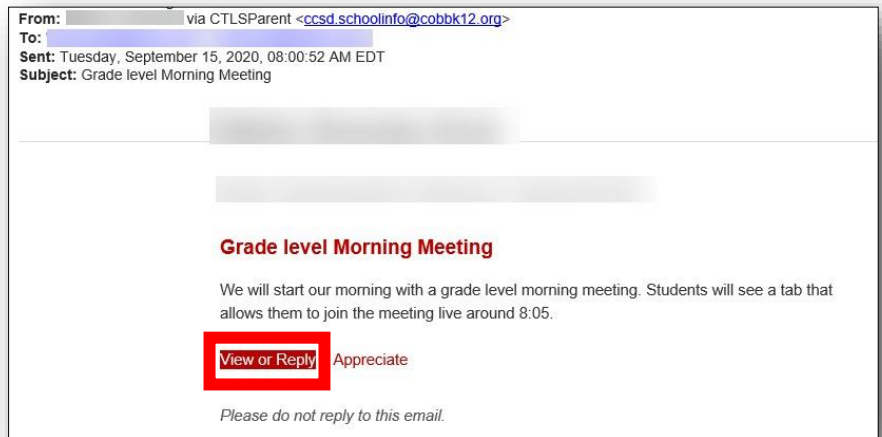 From: via CTLSParent <ccsd.schoolinfo@cobbk12.org>
To:
Sent: Tuesday, September 15, 2020, 08:00:52 AM EDT
Subject: Grade level Morning Meeting
Grade level Morning Meeting
We will start our morning with a grade level morning meeting. Students will see a tab that
allows them to join the meeting live around 8:05.
View or Reply Appreciate
Please do not reply to this email.